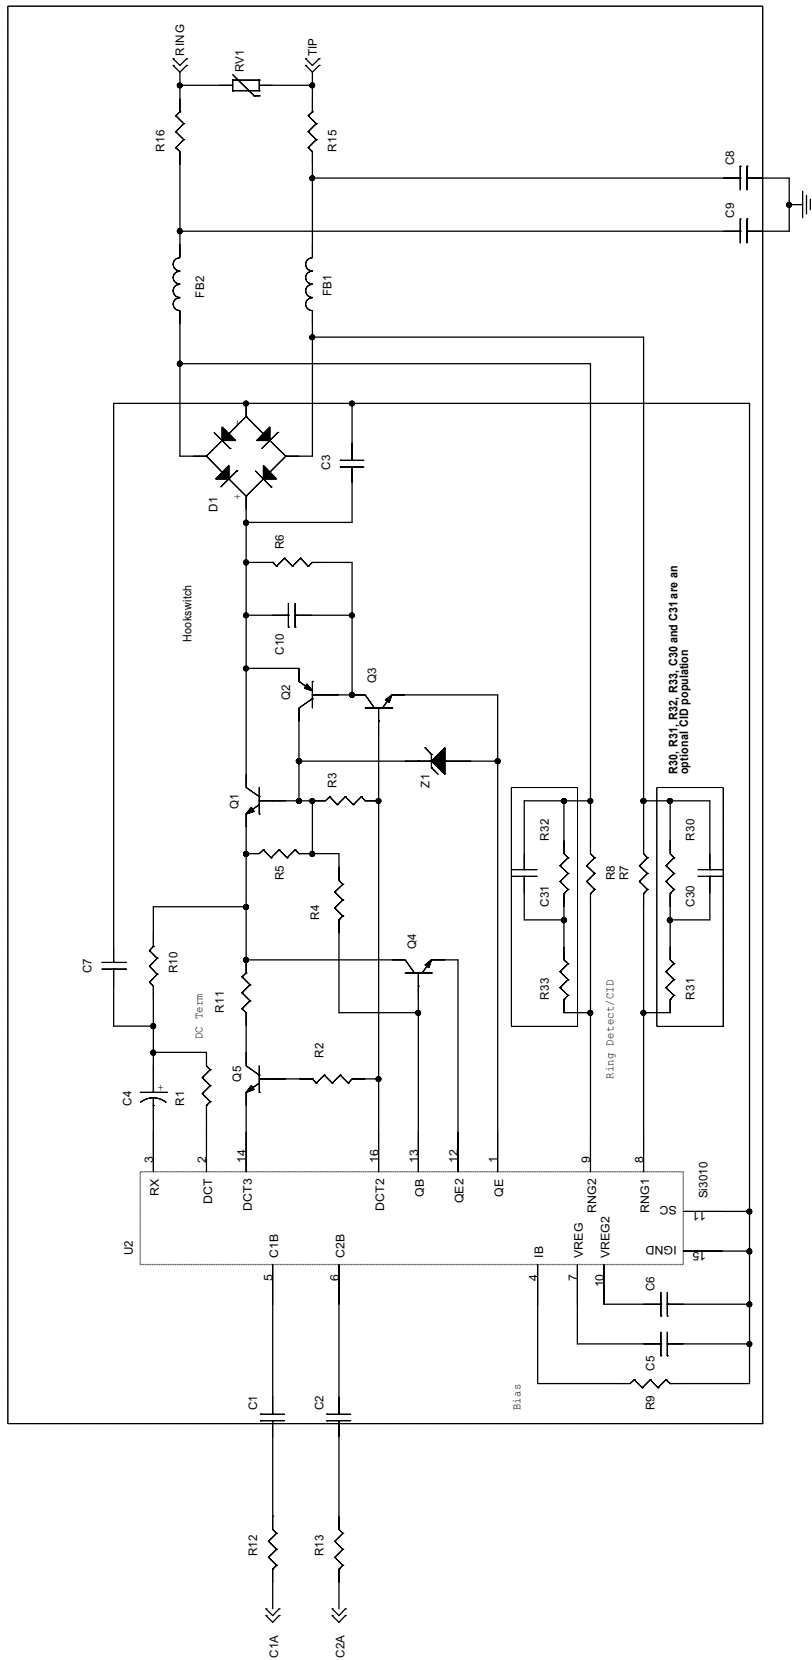 RING
TIP
RV1
R16
R15
C8
C9
FB2
FB1
D1
+
-
C3
Hookswitch
R6
C10
Q2
Q3
Z1
Q1
R3
R5
R4
Q4
C7
R10
R11
DC Term
R2
Q5
C4
+
R1
R30, R31, R32, R33, C30 and C31 are an
optional CID population
R32
C31
R33
R8
R7
R30
C30
R31
Ring Detect/CID
3
2
14
16
13
12
1
9
8
RX
DCT
DCT3
DCT2
QB
QE2
QE
RNG2
RNG1
Si3010
SC
11
IGND
15
U2
C1B
C2B
IB
VREG
VREG2
5
6
4
7
10
C6
C5
R9
Bias
C1
C2
R12
R13
C1A
C2A